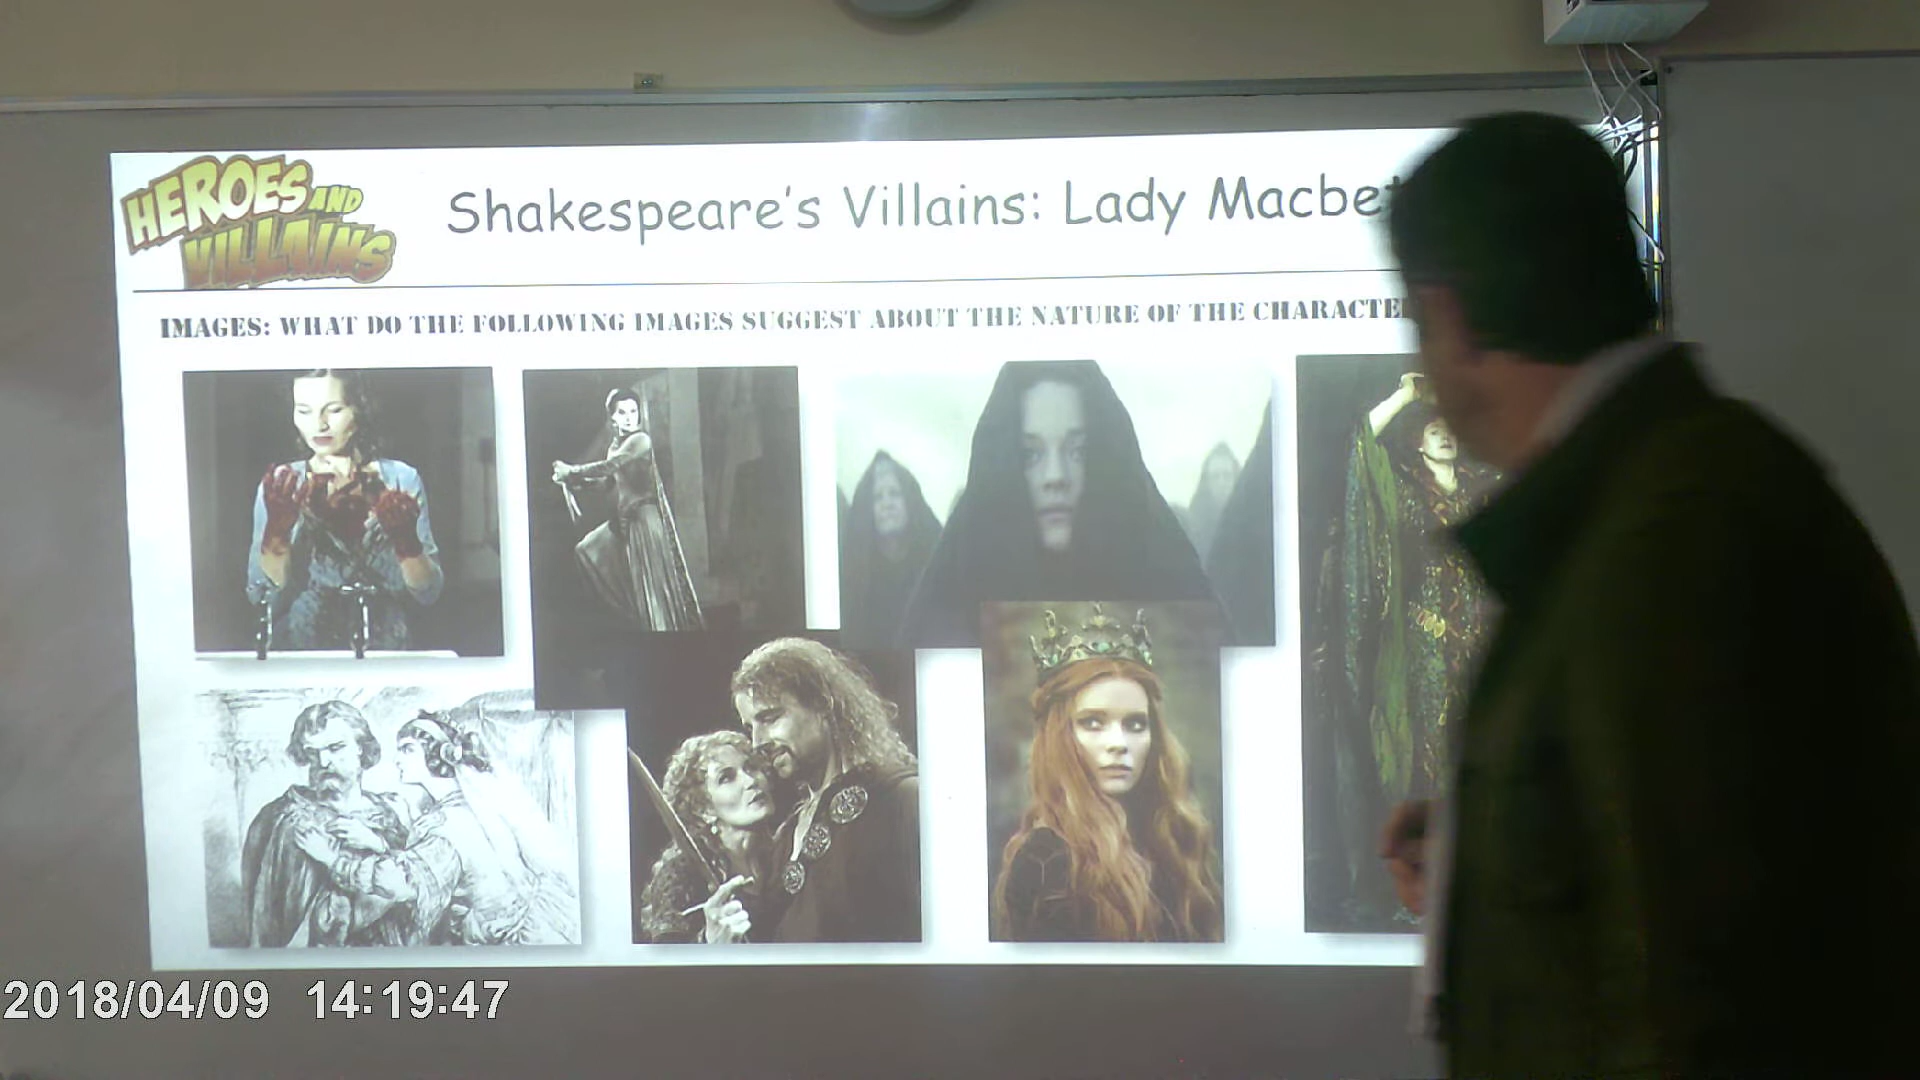 HEROES AND
VILLAINS
Shakespeare's Villains: Lady Macbet
IMAGES: WHAT DO THE FOLLOWING IMAGES SUGGEST ABOUT THE NATURE OF THE CHARACTE
2018/04/09 14:19:47